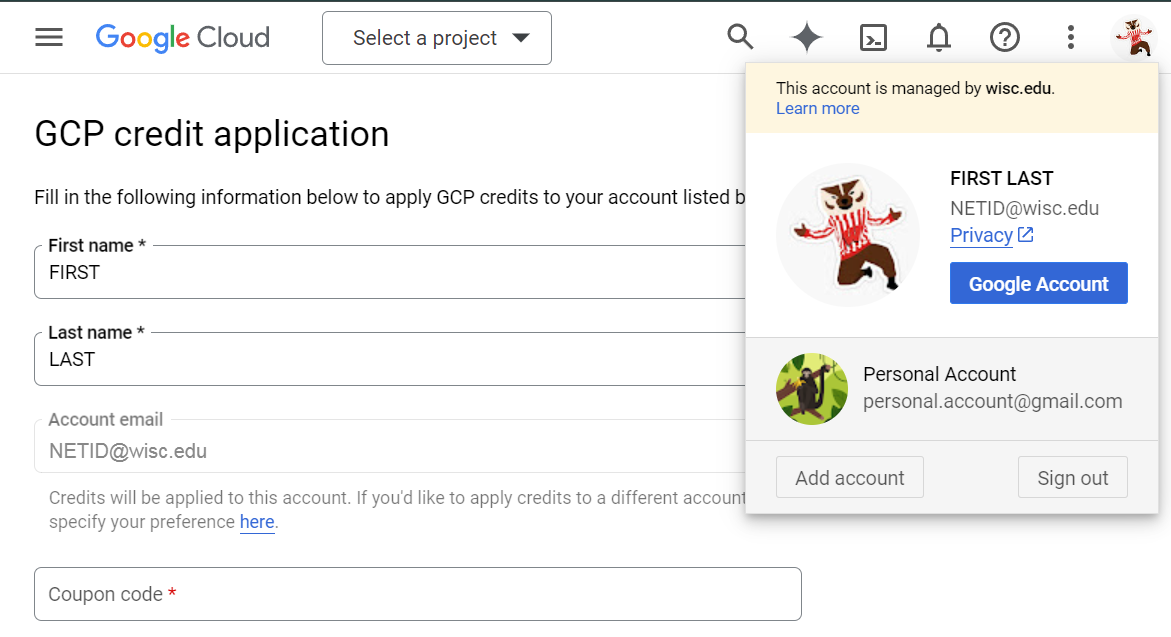 Google Cloud
Select a project
This account is managed by wisc.edu.
Learn more
GCP credit application
Fill in the following information below to apply GCP credits to your account listed b
First name *
FIRST
Last name *
LAST
Account email
NETID@wisc.edu
Credits will be applied to this account. If you'd like to apply credits to a different account
specify your preference here.
Coupon code *
FIRST LAST
NETID@wisc.edu
Privacy
Google Account
Personal Account
personal.account@gmail.com
Add account
Sign out